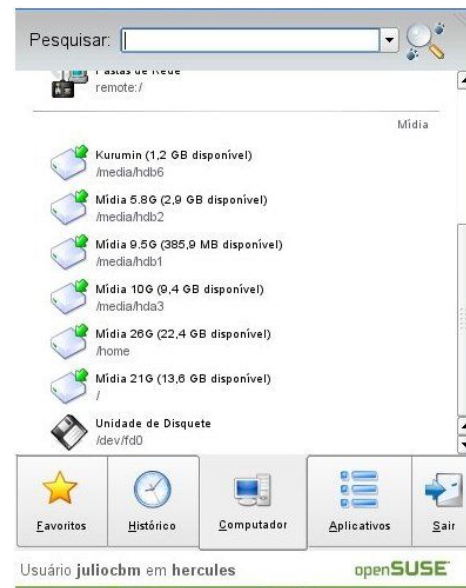 Pesquisar:
Pastas de Rede
remote:/
Mídia
Kurumin (1,2 GB disponível)
/media/hdb6
Mídia 5.8G (2,9 GB disponível)
/media/hdb2
Mídia 9.5G (385,9 MB disponível)
/media/hdb1
Mídia 10G (9,4 GB disponível)
/media/hda3
Mídia 26G (22,4 GB disponível)
/home
Mídia 21G (13,6 GB disponível)
/
Unidade de Disquete
/dev/fd0
Favoritos Histórico Computador Aplicativos Sair
Usuário juliocbm em hercules openSUSE